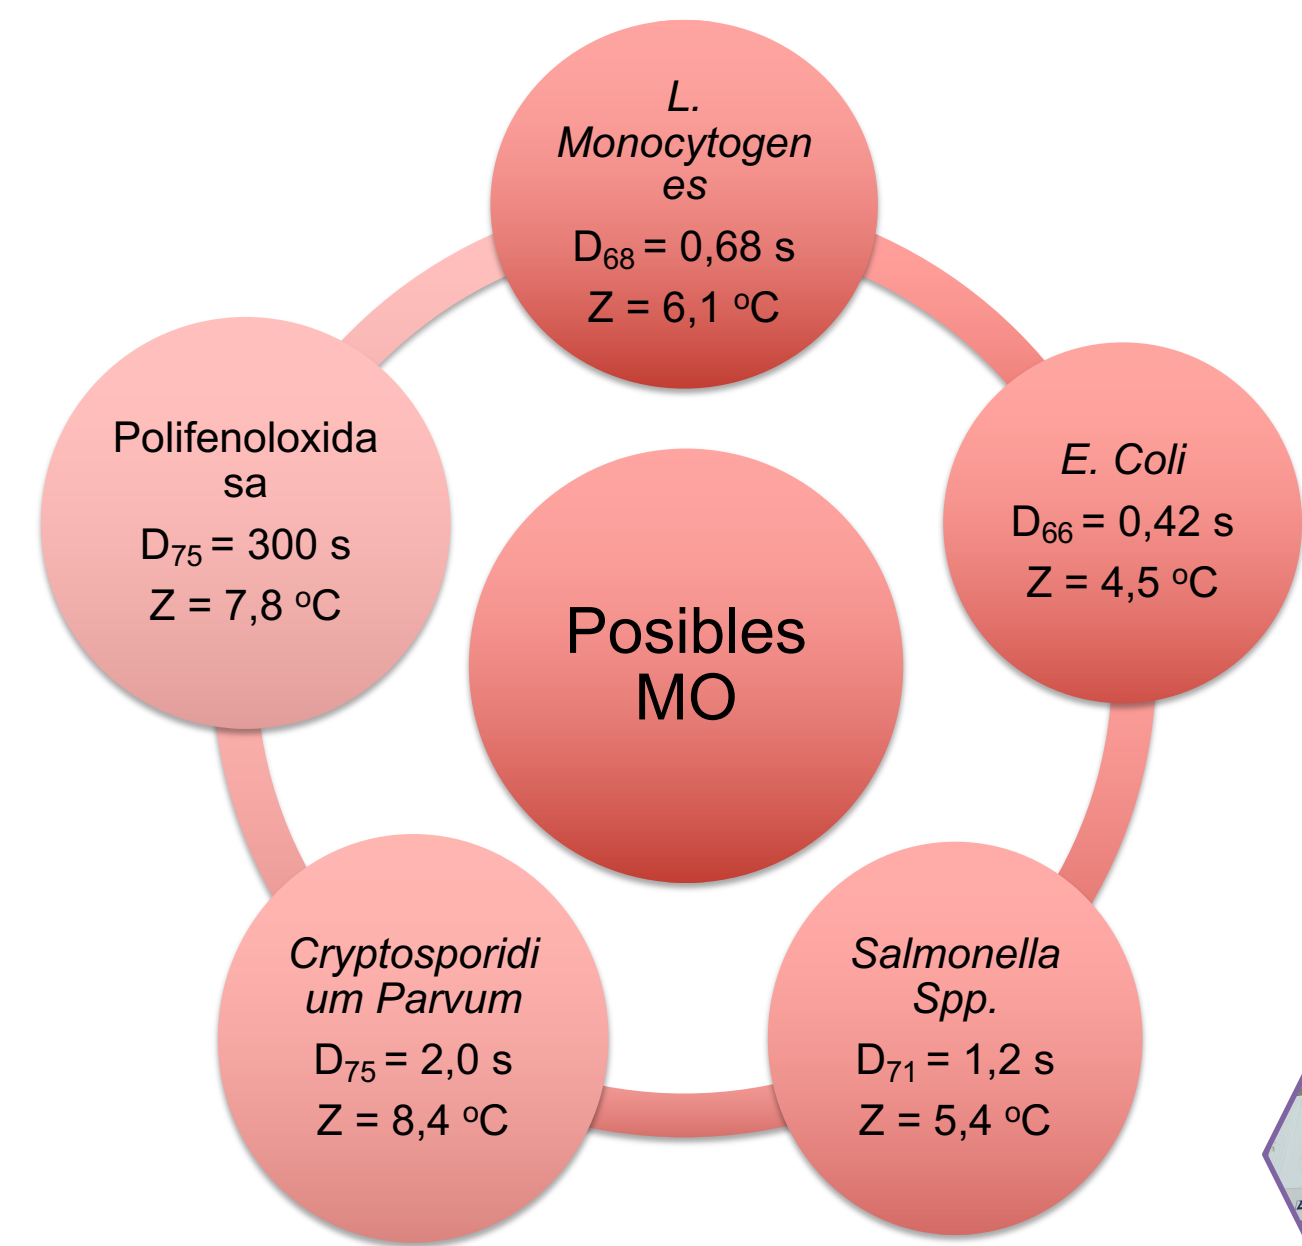 L.
Monocytogen
es
D68 = 0,68 s
Z = 6,1 ºC
E. Coli
D66 = 0,42 s
Z = 4,5 ºC
Salmonella
Spp.
D71 = 1,2 s
Z = 5,4 ºC
Cryptosporidi
um Parvum
D75 = 2,0 s
Z = 8,4 ºC
Polifenoloxida
sa
D75 = 300 s
Z = 7,8 ºC
Posibles
MO